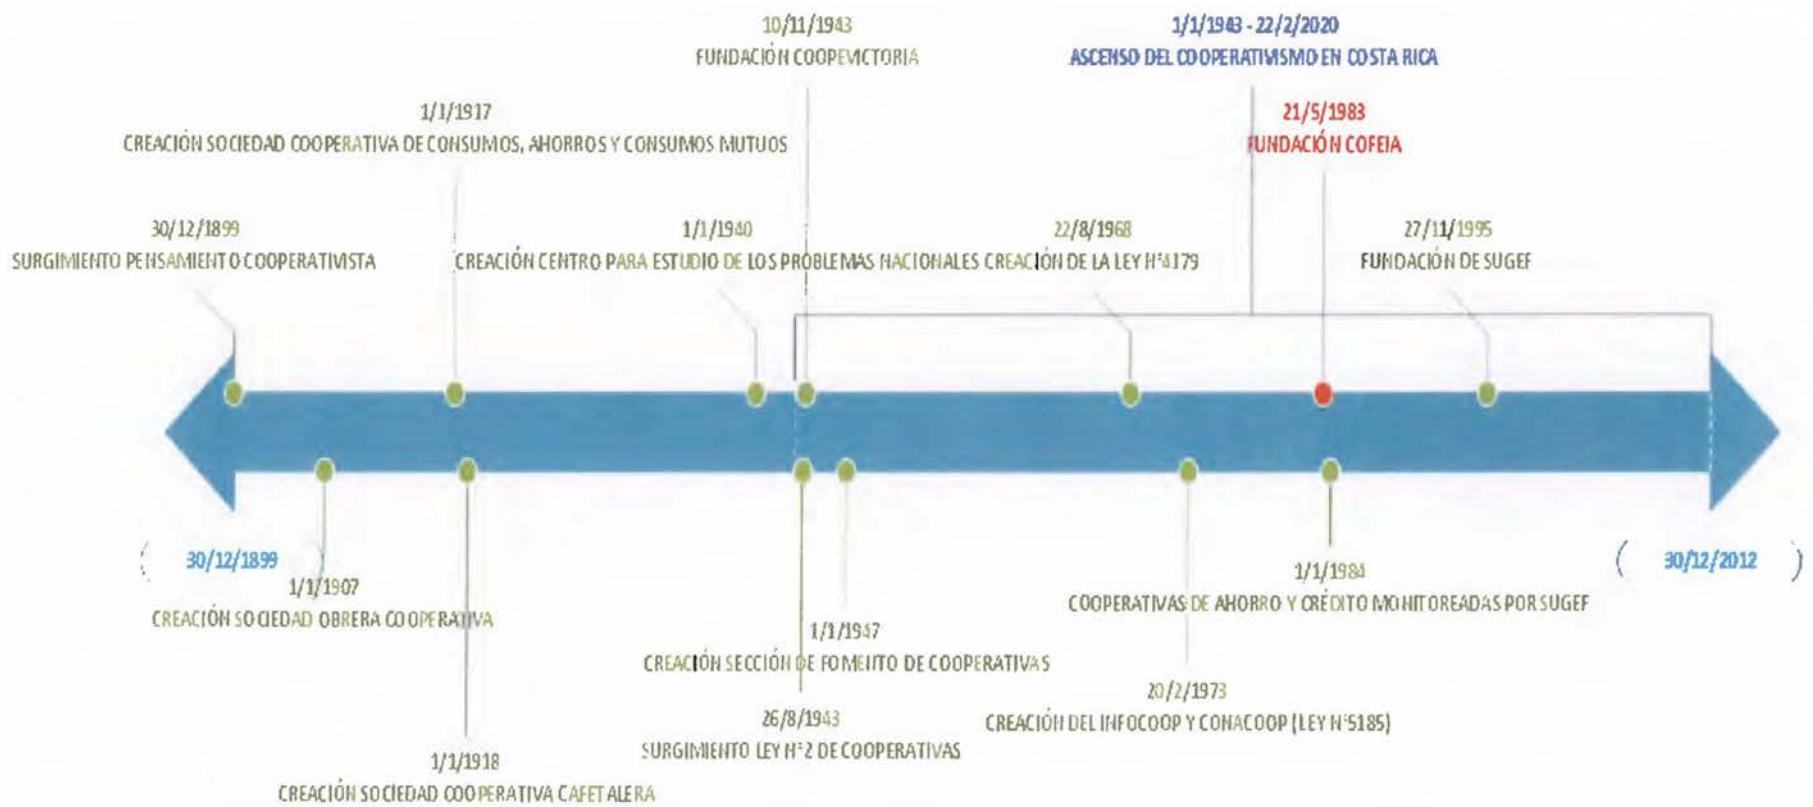 10/11/1943
FUNDACIÓN COOPEVICTORIA
1/1/1943 - 22/2/2020
ASCENSO DEL COOPERATIVISMO EN COSTA RICA
1/1/1917
CREACIÓN SOCIEDAD COOPERATIVA DE CONSUMOS, AHORROS Y CONSUMOS MUTUOS
21/5/1983
FUNDACIÓN COFEIA
30/12/1899
SURGIMIENTO PENSAMIENTO COOPERATIVISTA
1/1/1940
CREACIÓN CENTRO PARA ESTUDIO DE LOS PROBLEMAS NACIONALES
22/8/1968
CREACIÓN DE LA LEY N°4179
27/11/1995
FUNDACIÓN DE SUGEF
30/12/1899
30/12/2012
1/1/1907
CREACIÓN SOCIEDAD OBRERA COOPERATIVA
1/1/1984
COOPERATIVAS DE AHORRO Y CRÉDITO MONITOREADAS POR SUGEF
1/1/1947
CREACIÓN SECCIÓN DE FOMENTO DE COOPERATIVAS
20/2/1973
CREACIÓN DEL INFOCOOP Y CONACOOP (LEY N°5185)
26/8/1943
SURGIMIENTO LEY N°2 DE COOPERATIVAS
1/1/1918
CREACIÓN SOCIEDAD COOPERATIVA CAFETALERA